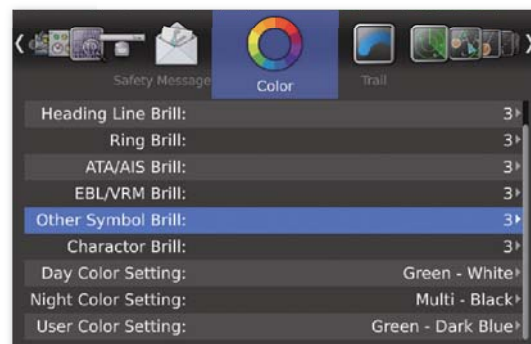 Safety Message
Color
Trail
Heading Line Brill: 3
Ring Brill: 3
ATA/AIS Brill: 3
EBL/VRM Brill: 3
Other Symbol Brill: 3
Charactor Brill: 3
Day Color Setting: Green - White
Night Color Setting: Multi - Black
User Color Setting: Green - Dark Blue